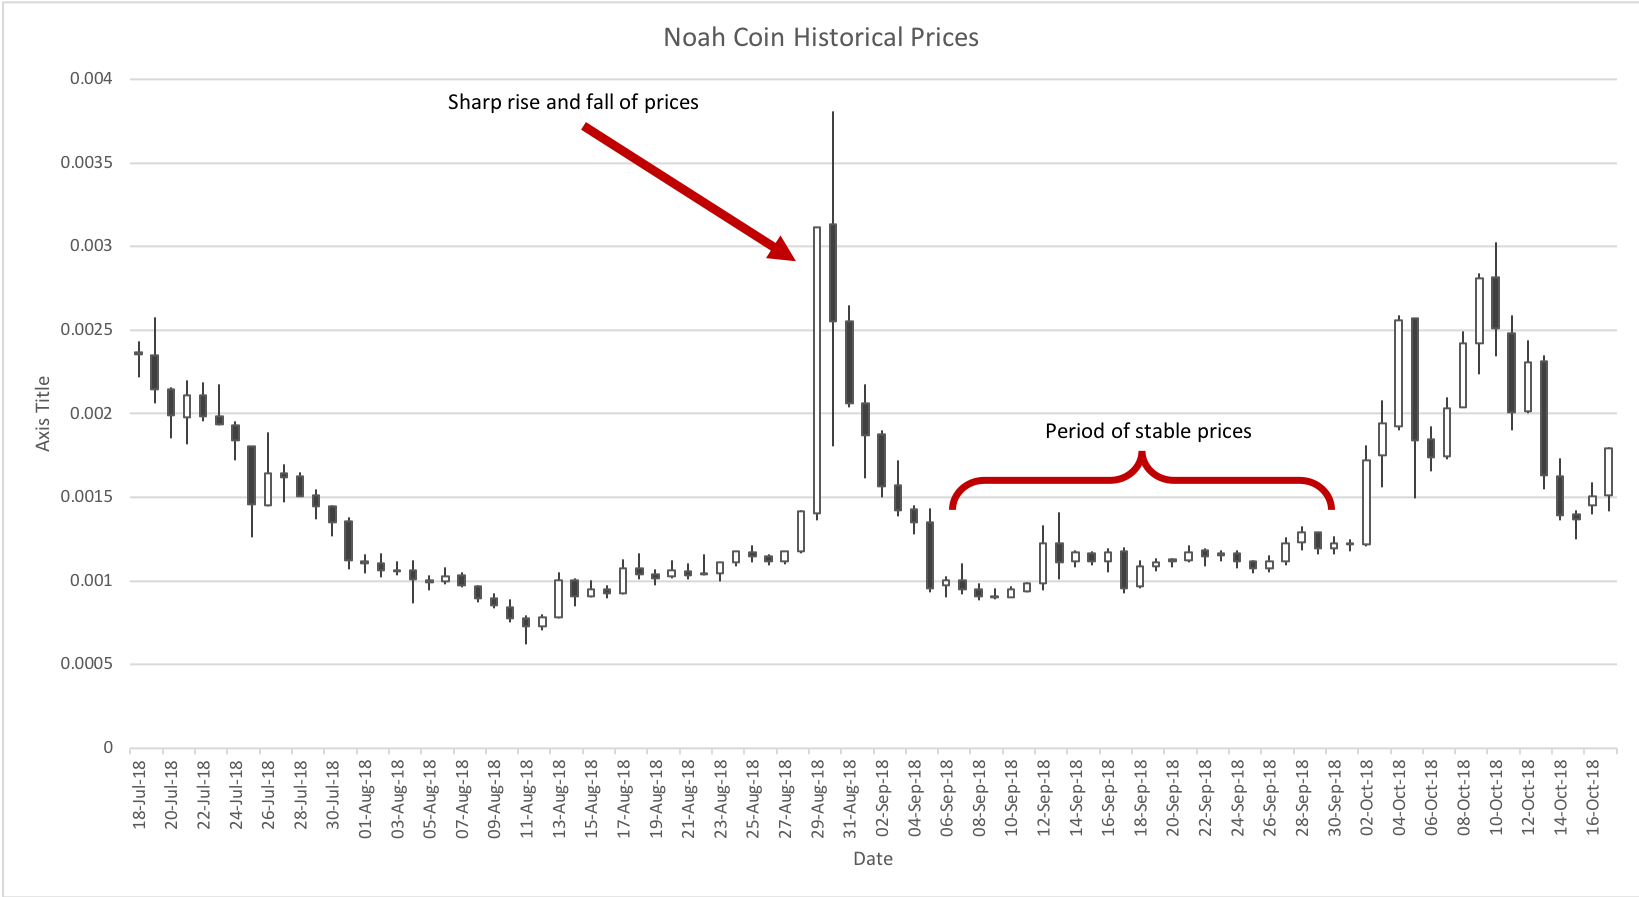 Noah Coin Historical Prices
0.004
Sharp rise and fall of prices
0.0035
0.003
0.0025
0.002
Period of stable prices
0.0015
0.001
0.0005
0
Axis Title
18-Jul-18
20-Jul-18
22-Jul-18
24-Jul-18
26-Jul-18
28-Jul-18
30-Jul-18
01-Aug-18
03-Aug-18
05-Aug-18
07-Aug-18
09-Aug-18
11-Aug-18
13-Aug-18
15-Aug-18
17-Aug-18
19-Aug-18
21-Aug-18
23-Aug-18
25-Aug-18
27-Aug-18
29-Aug-18
31-Aug-18
02-Sep-18
04-Sep-18
06-Sep-18
08-Sep-18
10-Sep-18
12-Sep-18
14-Sep-18
16-Sep-18
18-Sep-18
20-Sep-18
22-Sep-18
24-Sep-18
26-Sep-18
28-Sep-18
30-Sep-18
02-Oct-18
04-Oct-18
06-Oct-18
08-Oct-18
10-Oct-18
12-Oct-18
14-Oct-18
16-Oct-18
Date